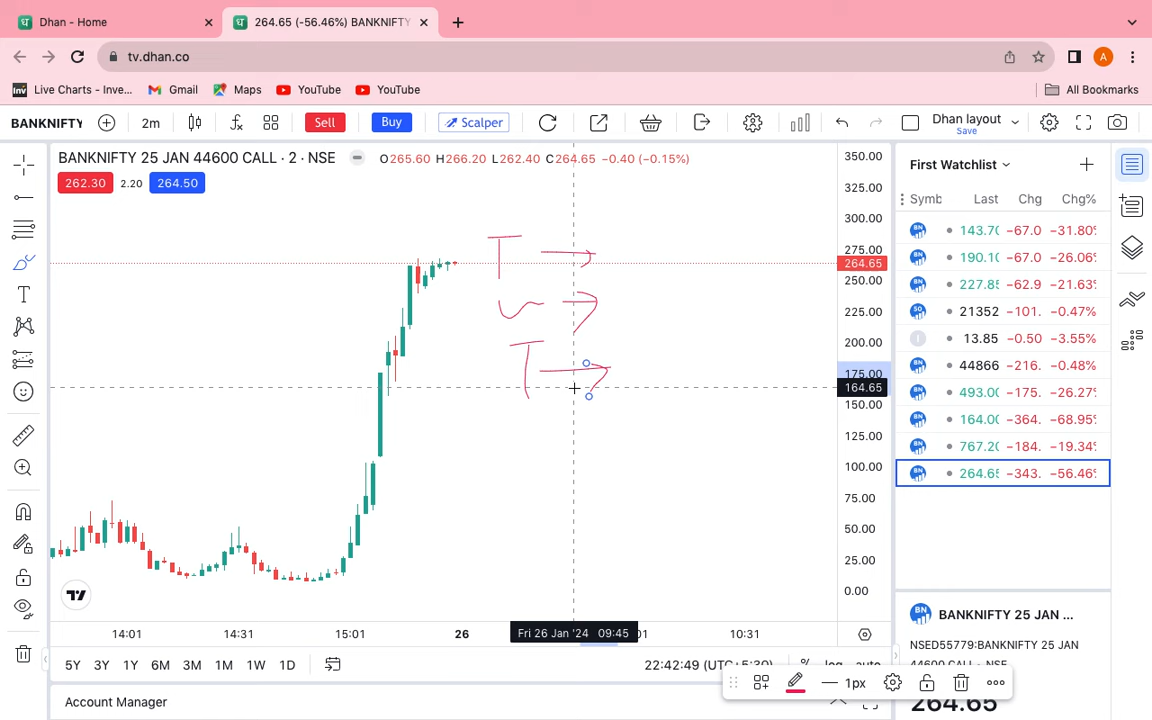 Dhan - Home
264.65 (-56.46%) BANKNIFTY
tv.dhan.co
Live Charts - Inve...
Gmail
Maps
YouTube
YouTube
All Bookmarks
A
BANKNIFTY
2m
Sell
Buy
Scalper
Dhan layout
Save
BANKNIFTY 25 JAN 44600 CALL · 2 · NSE
O265.60 H266.20 L262.40 C264.65 −0.40 (−0.15%)
262.30
2.20
264.50
350.00
325.00
300.00
275.00
264.65
250.00
225.00
200.00
175.00
164.65
150.00
125.00
100.00
75.00
50.00
25.00
0.00
T →
T →
14:01
14:31
15:01
26
Fri 26 Jan '24 09:45
10:31
5Y 3Y 1Y 6M 3M 1M 1W 1D
22:42:49 (UTC+5:30)
%
log
auto
1px
Account Manager
First Watchlist
Symb Last Chg Chg%
143.70 −67.0 −31.80%
190.10 −67.0 −26.06%
227.85 −62.9 −21.63%
21352 −101. −0.47%
13.85 −0.50 −3.55%
44866 −216. −0.48%
493.00 −175. −26.27%
164.00 −364. −68.95%
767.20 −184. −19.34%
264.65 −343. −56.46%
BANKNIFTY 25 JAN ...
NSED55779:BANKNIFTY 25 JAN
44600 CALL · NSE
264.65